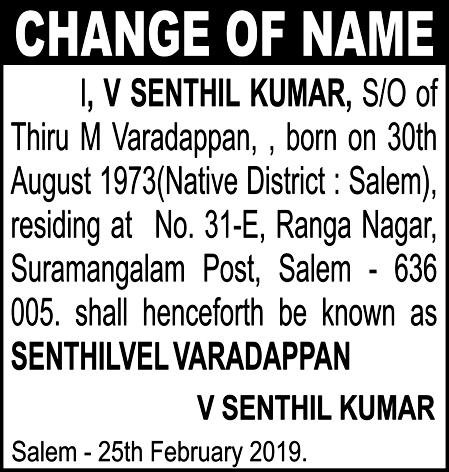 CHANGE OF NAME
I, V SENTHIL KUMAR, S/O of
Thiru M Varadappan, , born on 30th
August 1973(Native District : Salem),
residing at No. 31-E, Ranga Nagar,
Suramangalam Post, Salem - 636
005. shall henceforth be known as
SENTHILVEL VARADAPPAN
V SENTHIL KUMAR
Salem - 25th February 2019.